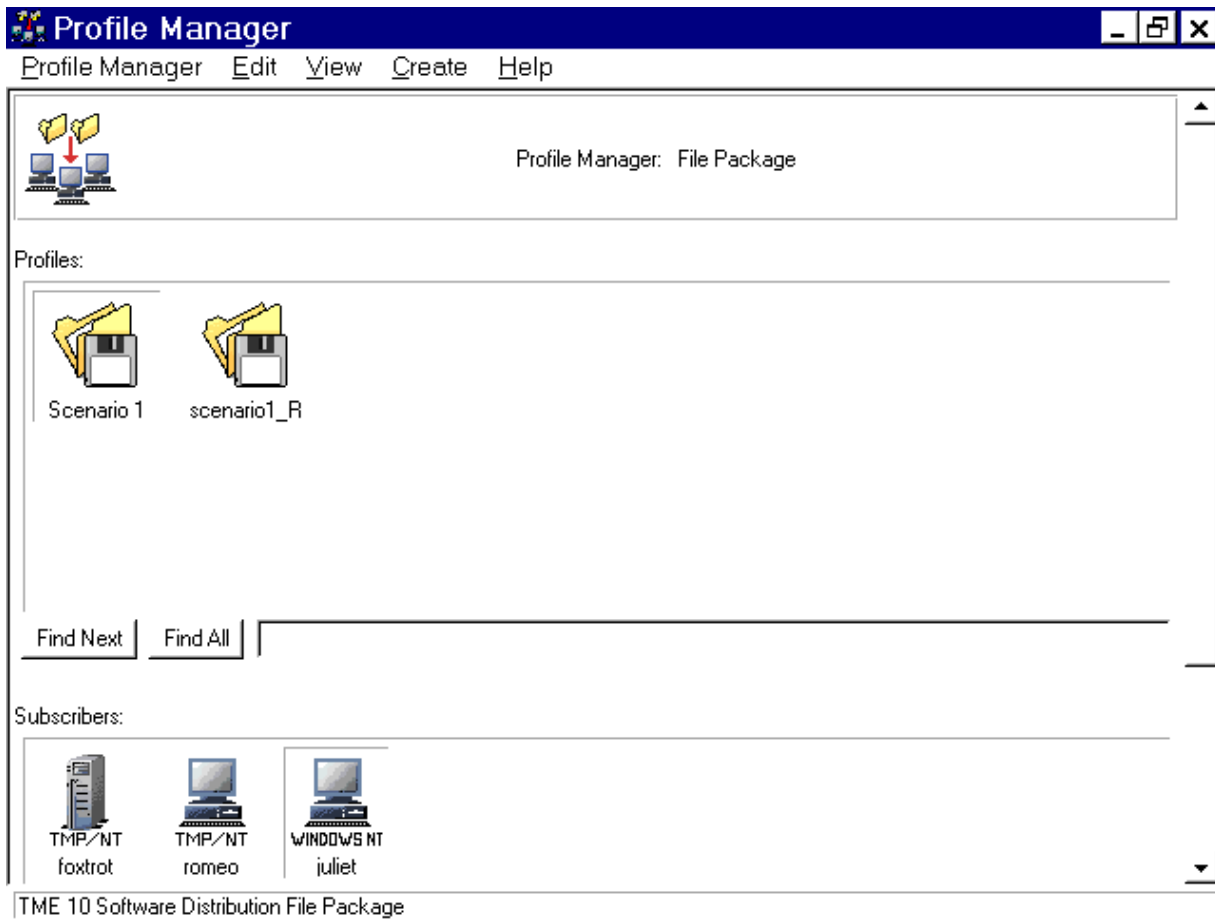 Profile Manager
Profile Manager Edit View Create Help
Profile Manager: File Package
Profiles:
Scenario 1 scenario1_R
Find Next Find All
Subscribers:
TMP/NT TMP/NT WINDOWS NT
foxtrot romeo juliet
TME 10 Software Distribution File Package